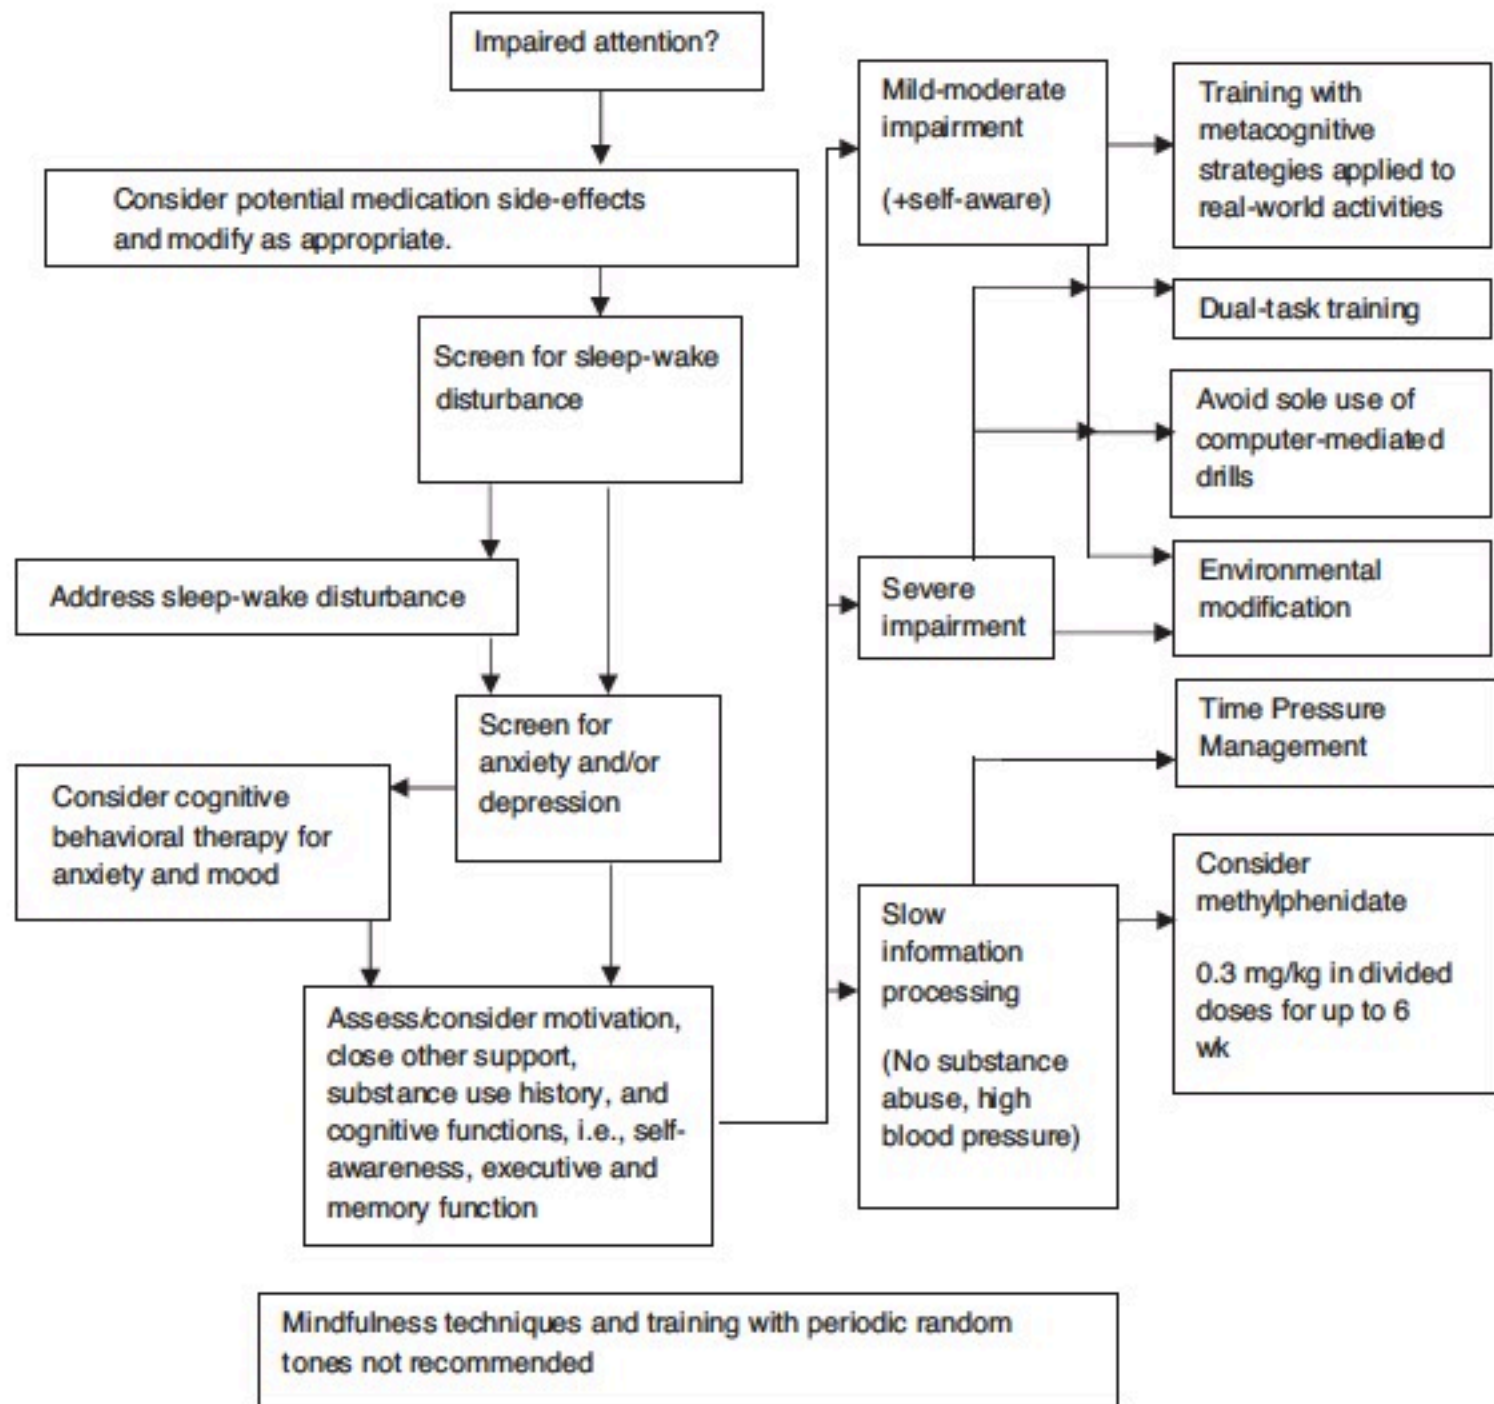 Impaired attention?
Consider potential medication side-effects
and modify as appropriate.
Screen for sleep-wake
disturbance
Address sleep-wake disturbance
Screen for
anxiety and/or
depression
Consider cognitive
behavioral therapy for
anxiety and mood
Assess/consider motivation,
close other support,
substance use history, and
cognitive functions, i.e., self-
awareness, executive and
memory function
Mild-moderate
impairment
(+self-aware)
Severe
impairment
Slow
information
processing
(No substance
abuse, high
blood pressure)
Training with
metacognitive
strategies applied to
real-world activities
Dual-task training
Avoid sole use of
computer-mediated
drills
Environmental
modification
Time Pressure
Management
Consider
methylphenidate
0.3 mg/kg in divided
doses for up to 6
wk
Mindfulness techniques and training with periodic random
tones not recommended